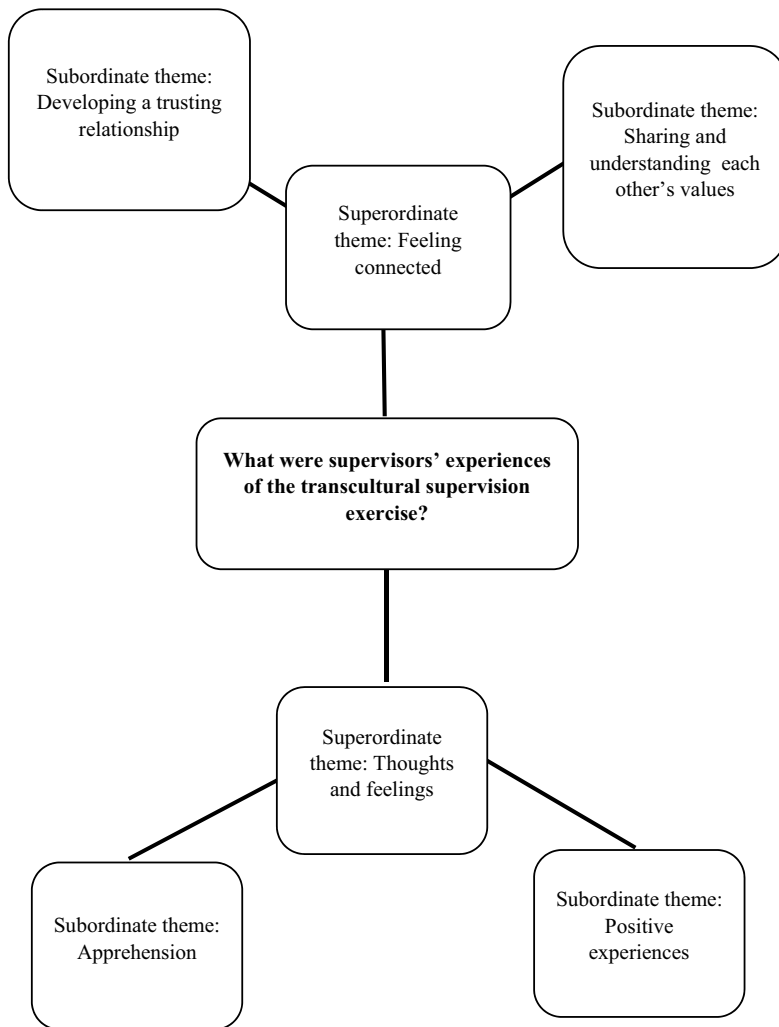 Subordinate theme:
Developing a trusting
relationship
Subordinate theme:
Sharing and
understanding each
other’s values
Superordinate
theme: Feeling
connected
What were supervisors’ experiences
of the transcultural supervision
exercise?
Superordinate
theme: Thoughts
and feelings
Subordinate theme:
Apprehension
Subordinate theme:
Positive
experiences